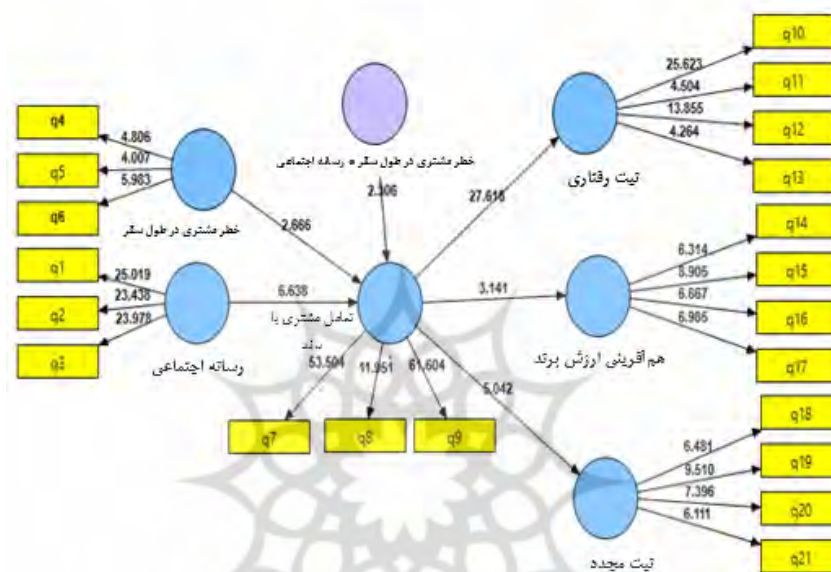 q10
25.623
q11
4.504
q12
13.855
q13
4.264
نیت رفتاری
q4
4.806
q5
4.007
q6
5.983
خطر مشتری در طول سفر
خطر مشتری در طول سفر * رسانه اجتماعی
2.306
27.618
2.666
q1
25.019
q2
23.438
q3
23.978
رسانه اجتماعی
6.638
تعامل مشتری با
برند
3.141
q14
6.314
q15
q16
6.667
q17
6.985
هم آفرینی ارزش برند
53.504
11.951
61.604
5.042
q7
q8
q9
q18
6.481
q19
9.510
q20
7.396
q21
6.111
نیت مجدد